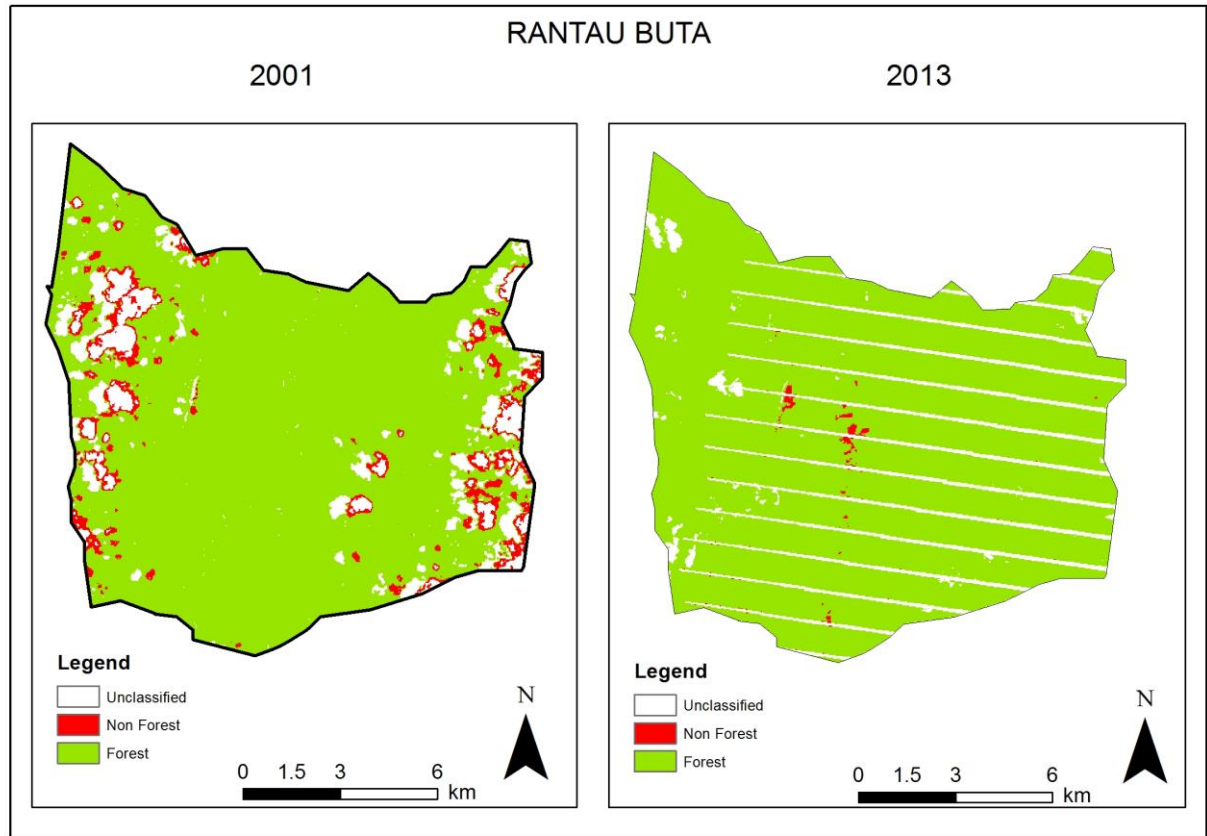 RANTAU BUTA
2001
Legend
Unclassified
Non Forest
Forest
N
0 1.5 3 6
km
2013
Legend
Unclassified
Non Forest
Forest
N
0 1.5 3 6
km